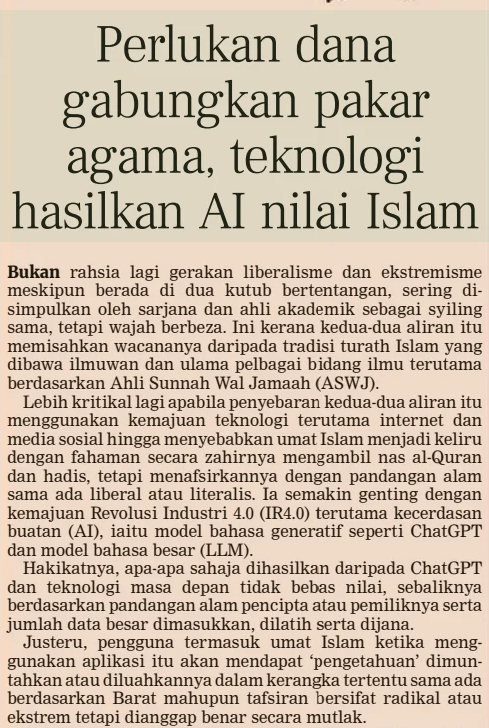 Perlukan dana
gabungkan pakar
agama, teknologi
hasilkan AI nilai Islam
Bukan rahsia lagi gerakan liberalisme dan ekstremisme
meskipun berada di dua kutub bertentangan, sering di-
simpulkan oleh sarjana dan ahli akademik sebagai syiling
sama, tetapi wajah berbeza. Ini kerana kedua-dua aliran itu
memisahkan wacananya daripada tradisi turath Islam yang
dibawa ilmuwan dan ulama pelbagai bidang ilmu terutama
berdasarkan Ahli Sunnah Wal Jamaah (ASWJ).
Lebih kritikal lagi apabila penyebaran kedua-dua aliran itu
menggunakan kemajuan teknologi terutama internet dan
media sosial hingga menyebabkan umat Islam menjadi keliru
dengan fahaman secara zahirnya mengambil nas al-Quran
dan hadis, tetapi menafsirkannya dengan pandangan alam
sama ada liberal atau literalis. Ia semakin genting dengan
kemajuan Revolusi Industri 4.0 (IR4.0) terutama kecerdasan
buatan (AI), iaitu model bahasa generatif seperti ChatGPT
dan model bahasa besar (LLM).
Hakikatnya, apa-apa sahaja dihasilkan daripada ChatGPT
dan teknologi masa depan tidak bebas nilai, sebaliknya
berdasarkan pandangan alam pencipta atau pemiliknya serta
jumlah data besar dimasukkan, dilatih serta dijana.
Justeru, pengguna termasuk umat Islam ketika meng-
gunakan aplikasi itu akan mendapat ‘pengetahuan’ dimun-
tahkan atau diluahkannya dalam kerangka tertentu sama ada
berdasarkan Barat mahupun tafsiran bersifat radikal atau
ekstrem tetapi dianggap benar secara mutlak.